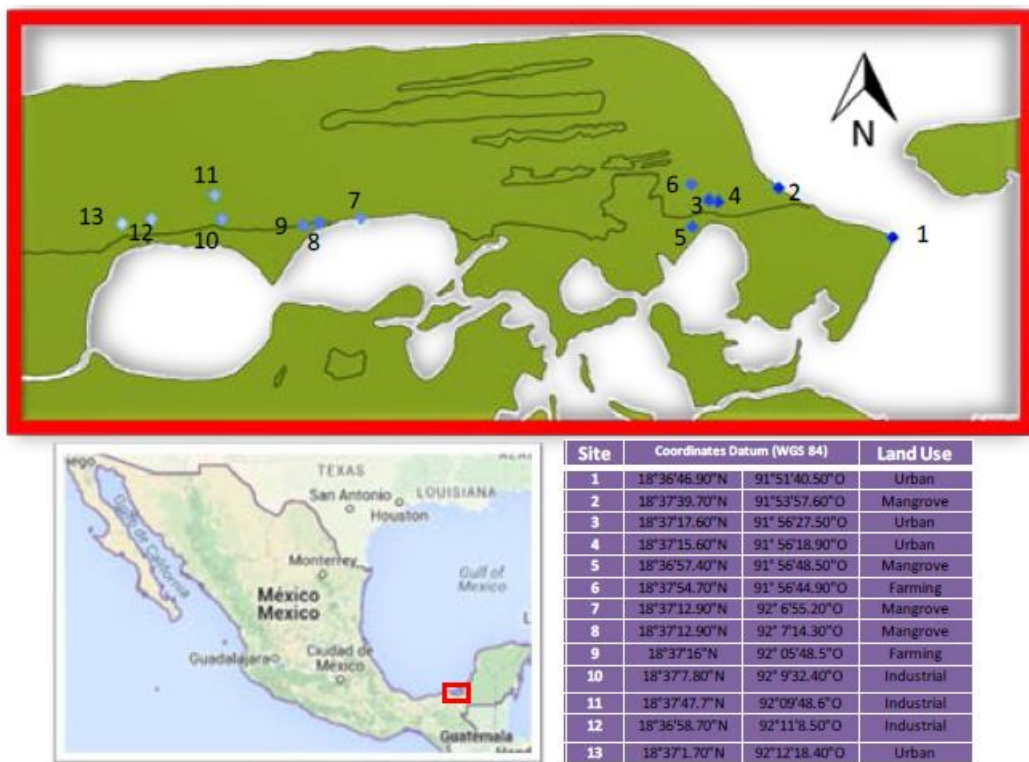 11
6
2
7
3
4
13
12
10
9
8
5
1
N
TEXAS
San Antonio
LOUISIANA
Houston
Golfo de California
Monterrey
Gulf of
Mexico
México
Mexico
Guadalajara
Ciudad de
México
Guatemala
Site Coordinates Datum (WGS 84) Land Use
1 18°36'46.90"N 91°51'40.50"O Urban
2 18°37'39.70"N 91°53'57.60"O Mangrove
3 18°37'17.60"N 91° 56'27.50"O Urban
4 18°37'15.60"N 91° 56'18.90"O Urban
5 18°36'57.40"N 91° 56'48.50"O Mangrove
6 18°37'54.70"N 91° 56'44.90"O Farming
7 18°37'12.90"N 92° 6'55.20"O Mangrove
8 18°37'12.90"N 92° 7'14.30"O Mangrove
9 18°37'16"N 92° 05'48.5"O Farming
10 18°37'7.80"N 92° 9'32.40"O Industrial
11 18°37'47.7"N 92°09'48.6"O Industrial
12 18°36'58.70"N 92°11'8.50"O Industrial
13 18°37'1.70"N 92°12'18.40"O Urban